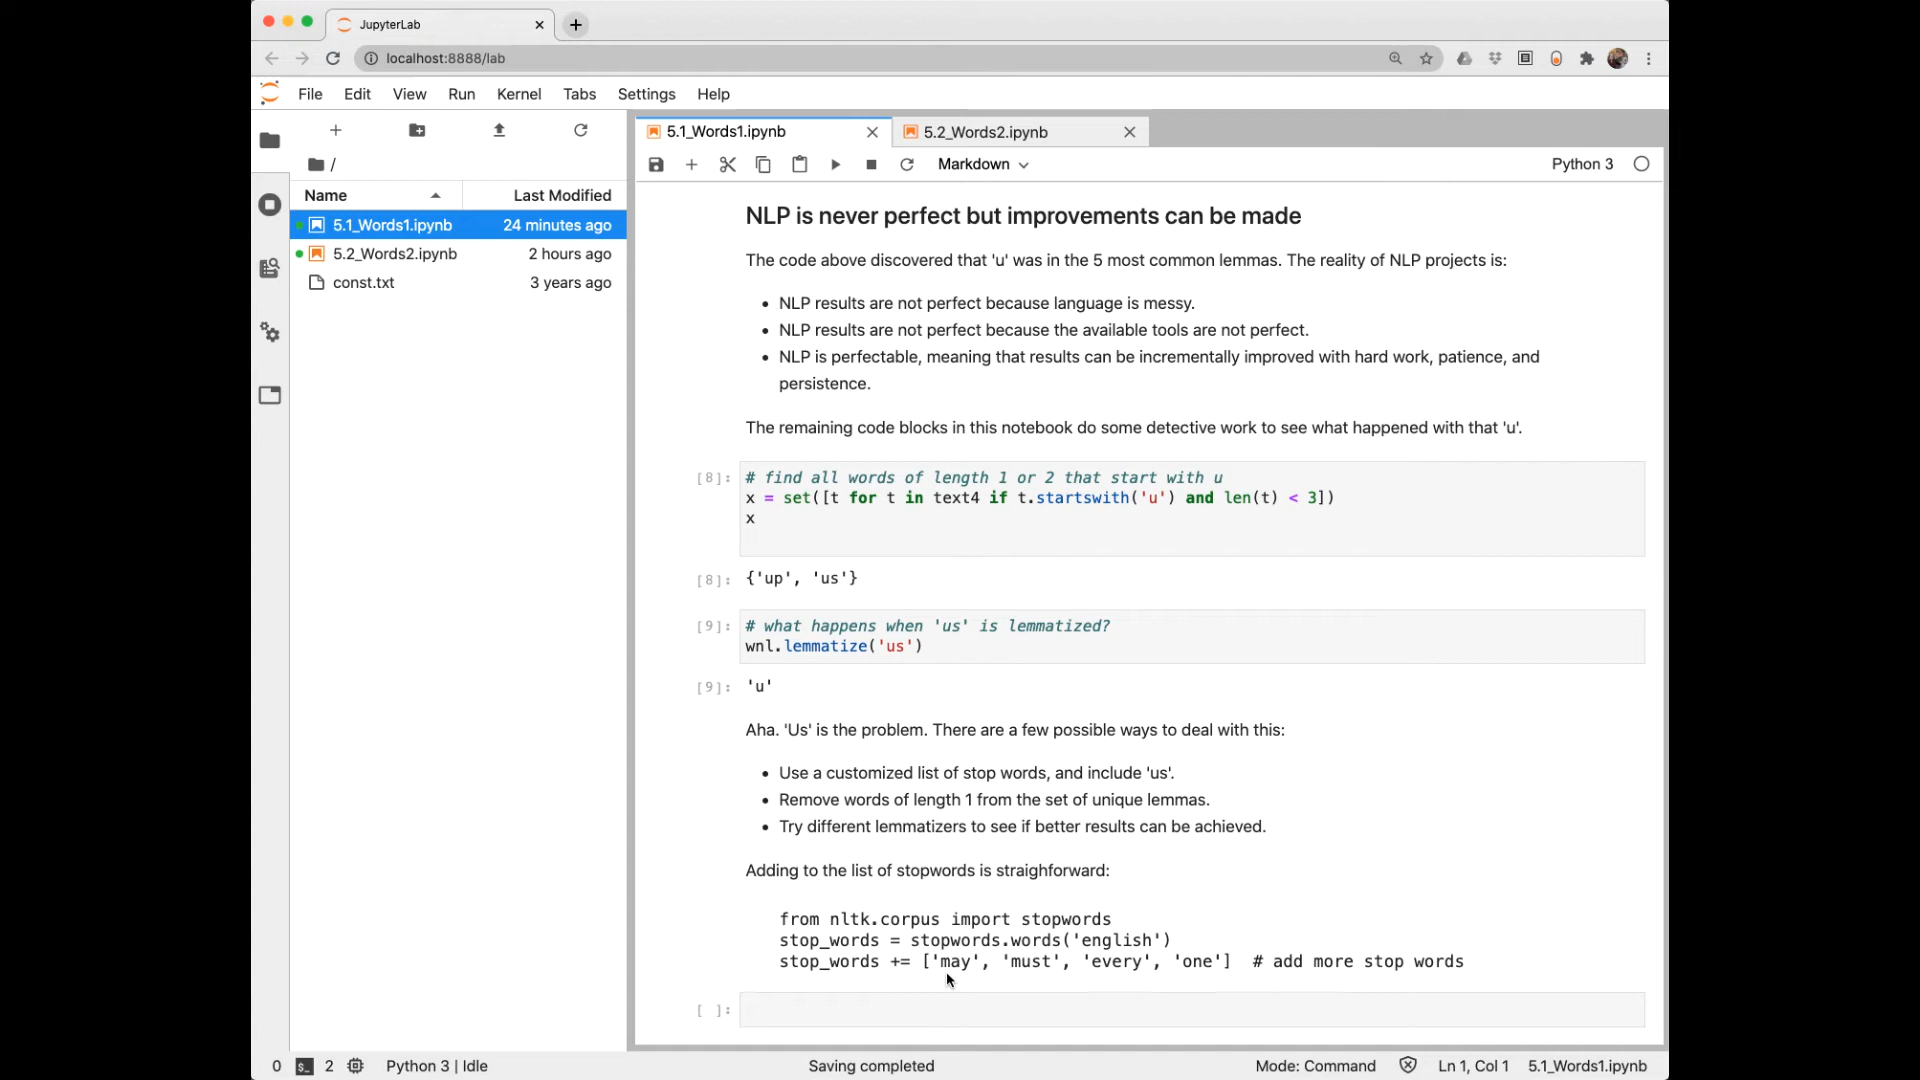 JupyterLab
localhost:8888/lab
File Edit View Run Kernel Tabs Settings Help
/
Name Last Modified
5.1_Words1.ipynb 24 minutes ago
5.2_Words2.ipynb 2 hours ago
const.txt 3 years ago
5.1_Words1.ipynb 5.2_Words2.ipynb
Markdown Python 3
NLP is never perfect but improvements can be made
The code above discovered that 'u' was in the 5 most common lemmas. The reality of NLP projects is:
• NLP results are not perfect because language is messy.
• NLP results are not perfect because the available tools are not perfect.
• NLP is perfectable, meaning that results can be incrementally improved with hard work, patience, and
persistence.
The remaining code blocks in this notebook do some detective work to see what happened with that 'u'.
[8]: # find all words of length 1 or 2 that start with u
x = set([t for t in text4 if t.startswith('u') and len(t) < 3])
x
[8]: {'up', 'us'}
[9]: # what happens when 'us' is lemmatized?
wnl.lemmatize('us')
[9]: 'u'
Aha. 'Us' is the problem. There are a few possible ways to deal with this:
• Use a customized list of stop words, and include 'us'.
• Remove words of length 1 from the set of unique lemmas.
• Try different lemmatizers to see if better results can be achieved.
Adding to the list of stopwords is straighforward:
from nltk.corpus import stopwords
stop_words = stopwords.words('english')
stop_words += ['may', 'must', 'every', 'one']  # add more stop words
[ ]:
0 2 Python 3 | Idle Saving completed Mode: Command Ln 1, Col 1 5.1_Words1.ipynb